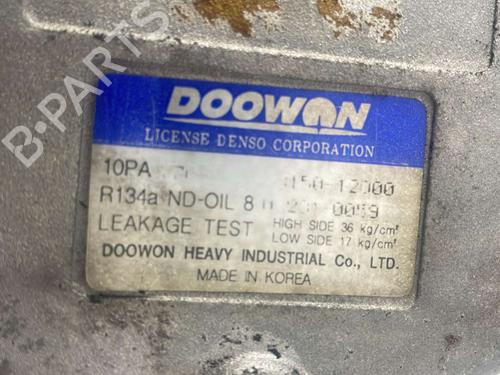 DOOWON
LICENSE DENSO CORPORATION
10PA
R134a ND-OIL 8
LEAKAGE TEST HIGH SIDE 36 kg/cm²
LOW SIDE 17 kg/cm²
DOOWON HEAVY INDUSTRIAL Co., LTD.
MADE IN KOREA
B-PARTS